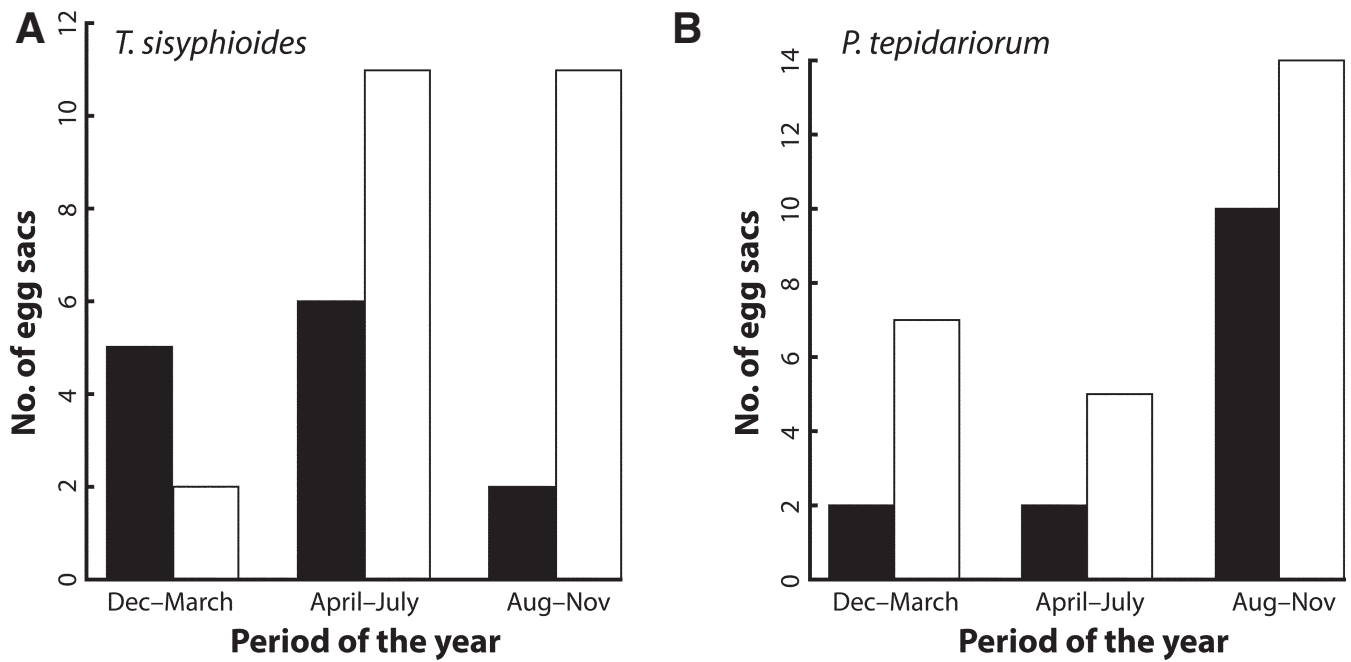 A
T. sisyphioides
No. of egg sacs
12
10
8
6
4
2
0
Dec–March
April–July
Aug–Nov
Period of the year
B
P. tepidariorum
No. of egg sacs
14
12
10
8
6
4
2
0
Dec–March
April–July
Aug–Nov
Period of the year